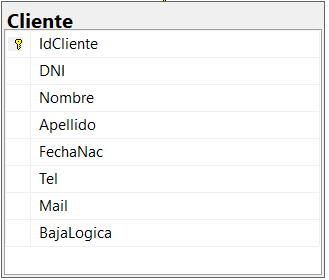 Cliente
IdCliente
DNI
Nombre
Apellido
FechaNac
Tel
Mail
BajaLogica